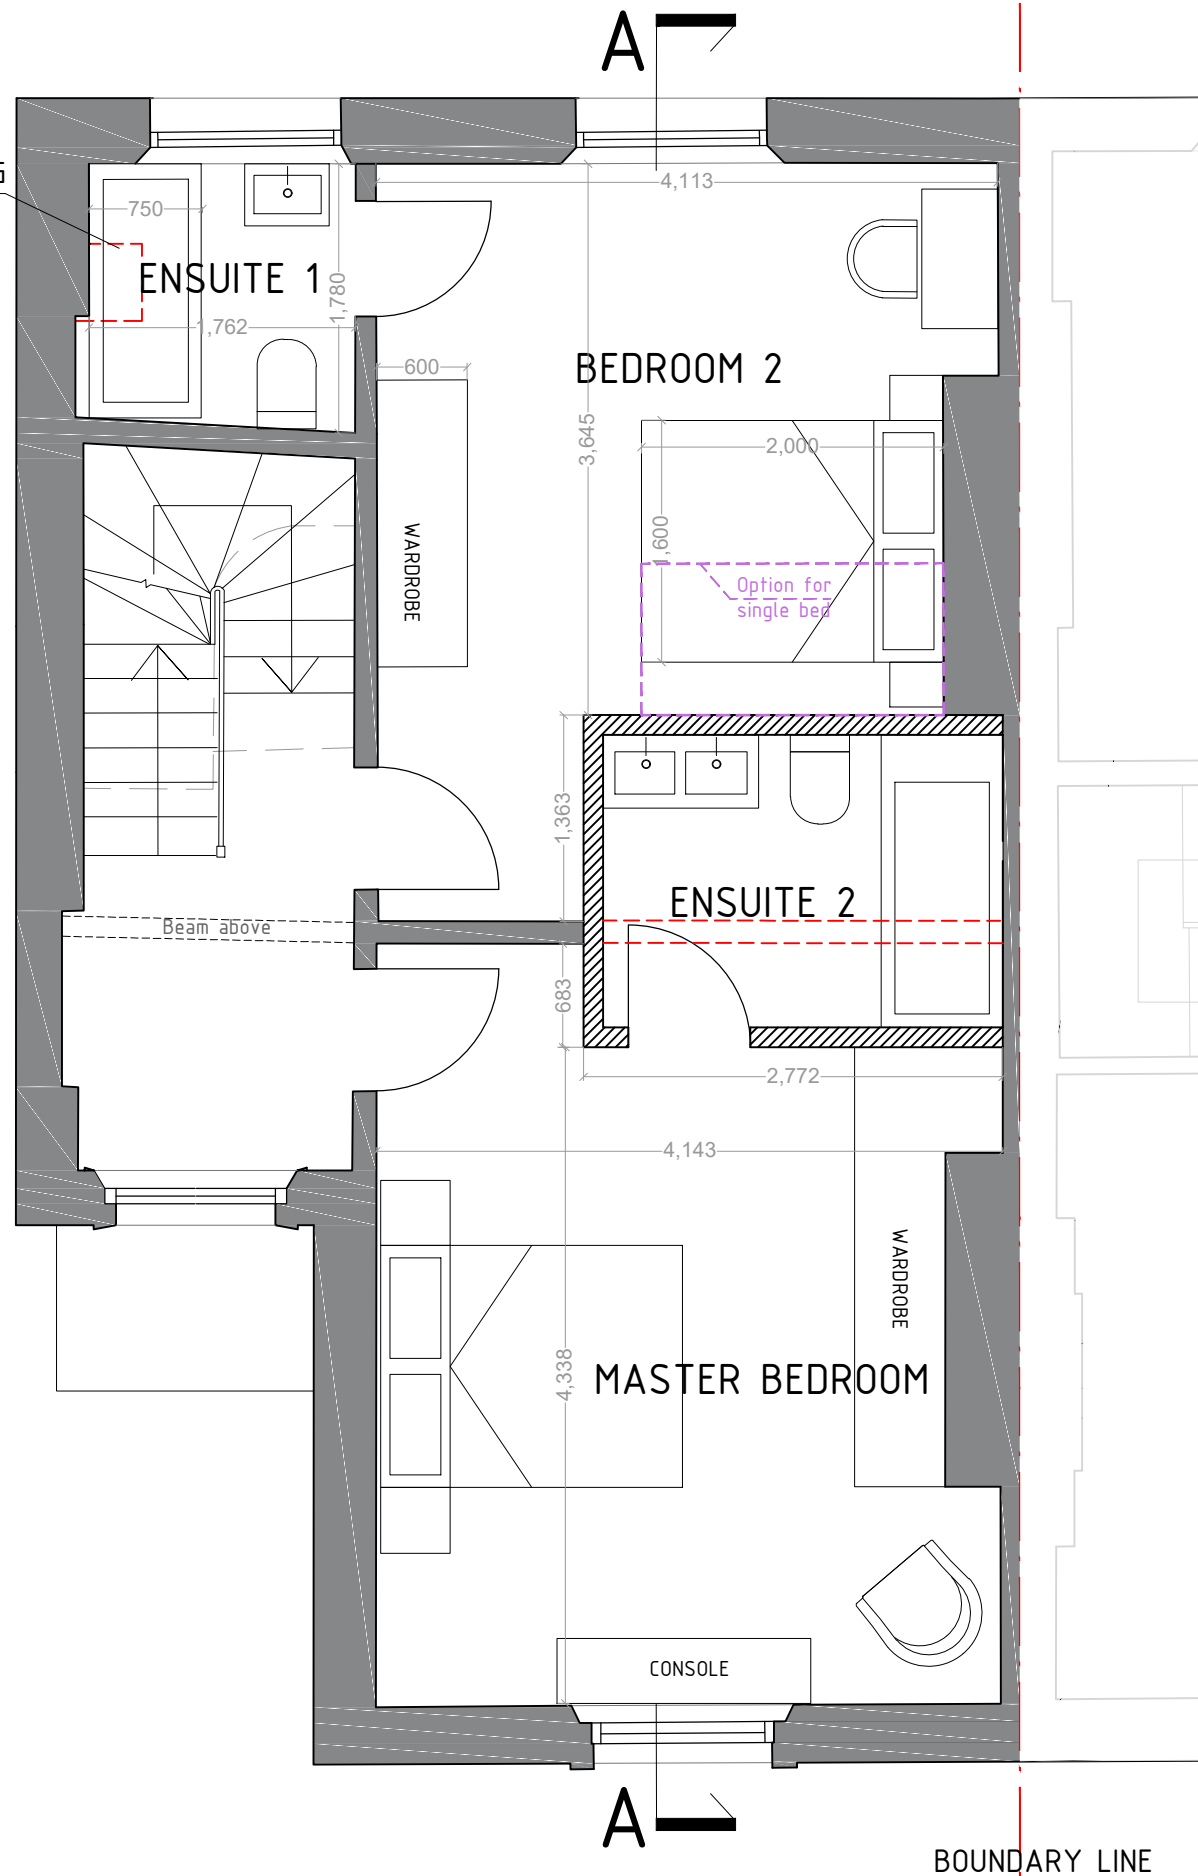 A
4,113
750
ENSUITE 1
1,780
1,762
600
BEDROOM 2
3,645
2,000
WARDROBE
1,600
Option for
single bed
1,363
ENSUITE 2
Beam above
683
2,772
4,143
WARDROBE
4,338
MASTER BEDROOM
CONSOLE
A
BOUNDARY LINE